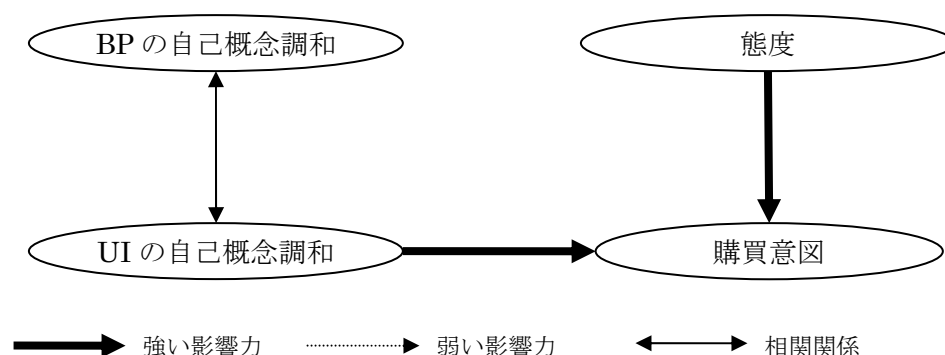 BP の自己概念調和
態度
UI の自己概念調和
購買意図
強い影響力
弱い影響力
相関関係